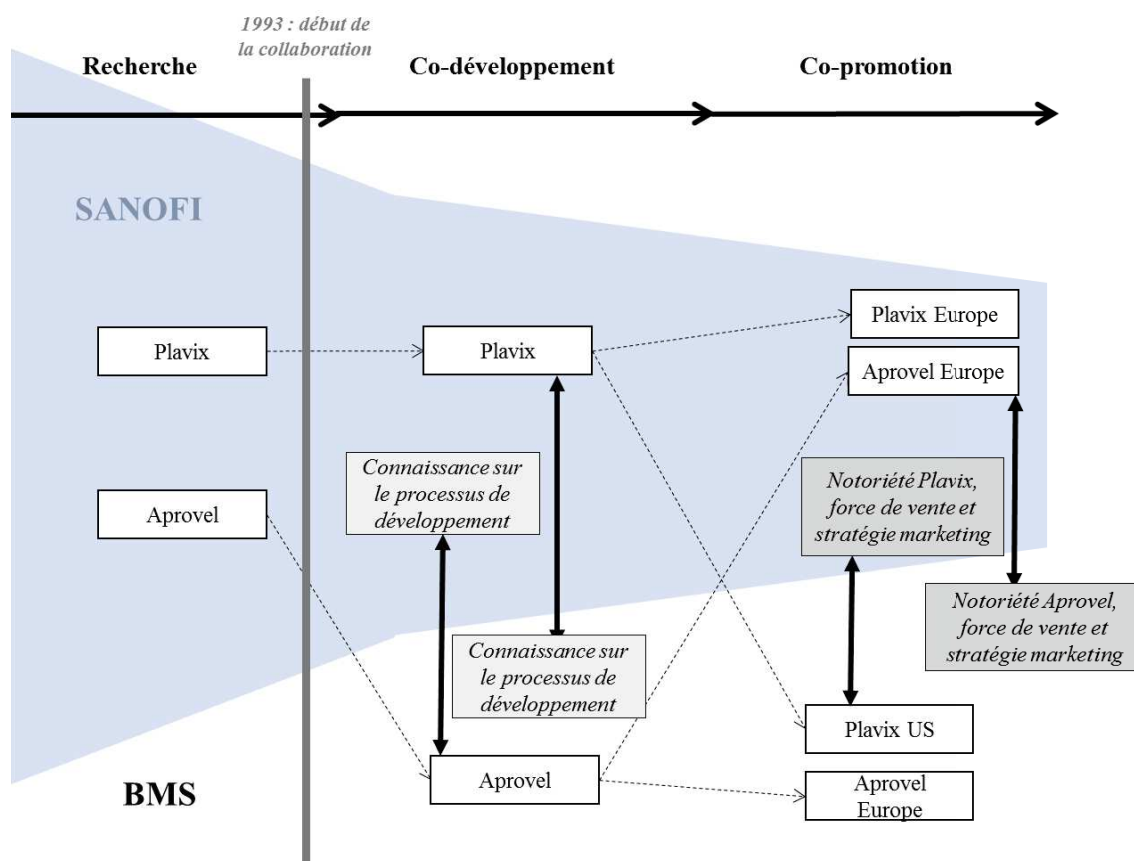 1993 : début de
la collaboration
Recherche
Co-développement
Co-promotion
SANOFI
Plavix
Plavix
Plavix Europe
Aprovel Europe
Aprovel
Connaissance sur
le processus de
développement
Notoriété Plavix,
force de vente et
stratégie marketing
Notoriété Aprovel,
force de vente et
stratégie marketing
Connaissance sur
le processus de
développement
Plavix US
BMS
Aprovel
Aprovel
Europe